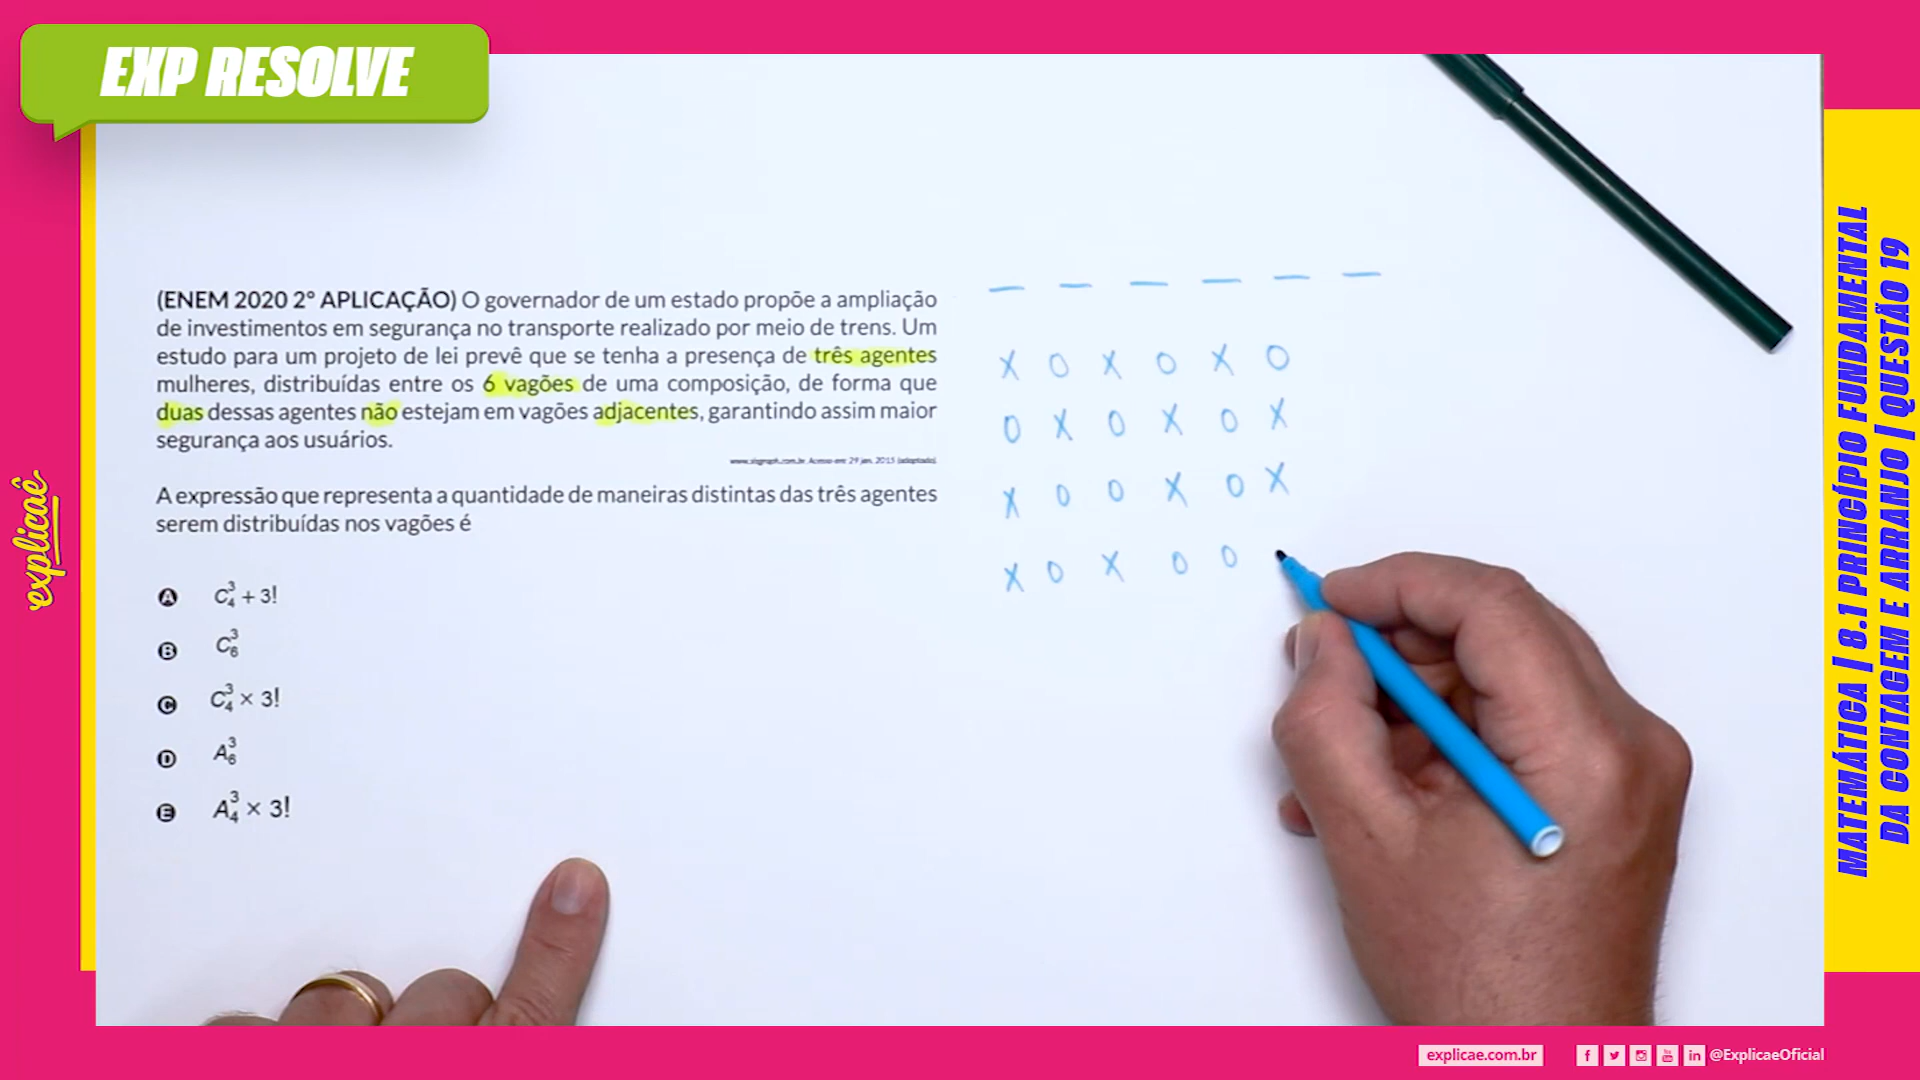 EXP RESOLVE
(ENEM 2020 2° APLICAÇÃO) O governador de um estado propõe a ampliação
de investimentos em segurança no transporte realizado por meio de trens. Um
estudo para um projeto de lei prevê que se tenha a presença de três agentes
mulheres, distribuídas entre os 6 vagões de uma composição, de forma que
duas dessas agentes não estejam em vagões adjacentes, garantindo assim maior
segurança aos usuários.
A expressão que representa a quantidade de maneiras distintas das três agentes
serem distribuídas nos vagões é
A C₄³ + 3!
B C₆³
C C₄³ × 3!
D A₆³
E A₄³ × 3!
X O X O X O
O X O X O X
X O O X O X
X O X O O
explicaê
MATEMÁTICA | 8.1 PRINCÍPIO FUNDAMENTAL
DA CONTAGEM E ARRANJO | QUESTÃO 19
explicae.com.br
@ExplicaeOficial